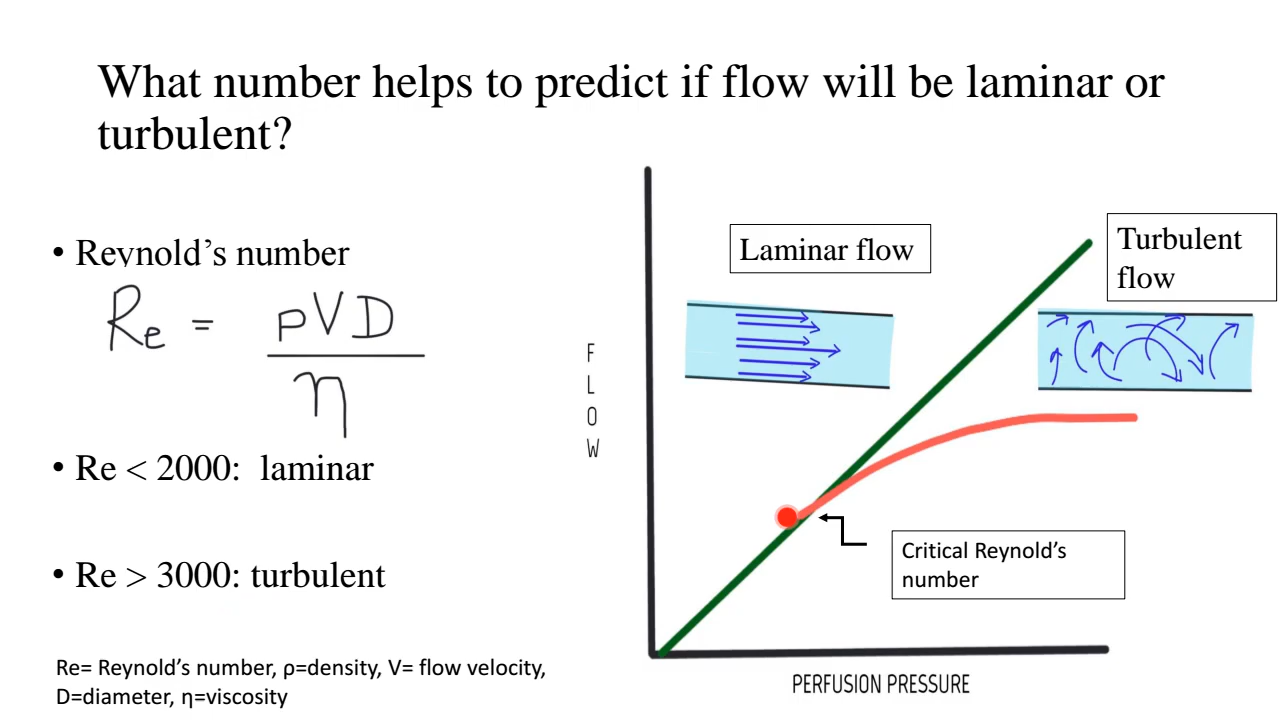 What number helps to predict if flow will be laminar or
turbulent?
• Reynold’s number
Re = ρVD
η
• Re < 2000: laminar
• Re > 3000: turbulent
Re= Reynold’s number, ρ=density, V= flow velocity,
D=diameter, η=viscosity
FLOW
Laminar flow
Turbulent
flow
Critical Reynold’s
number
PERFUSION PRESSURE